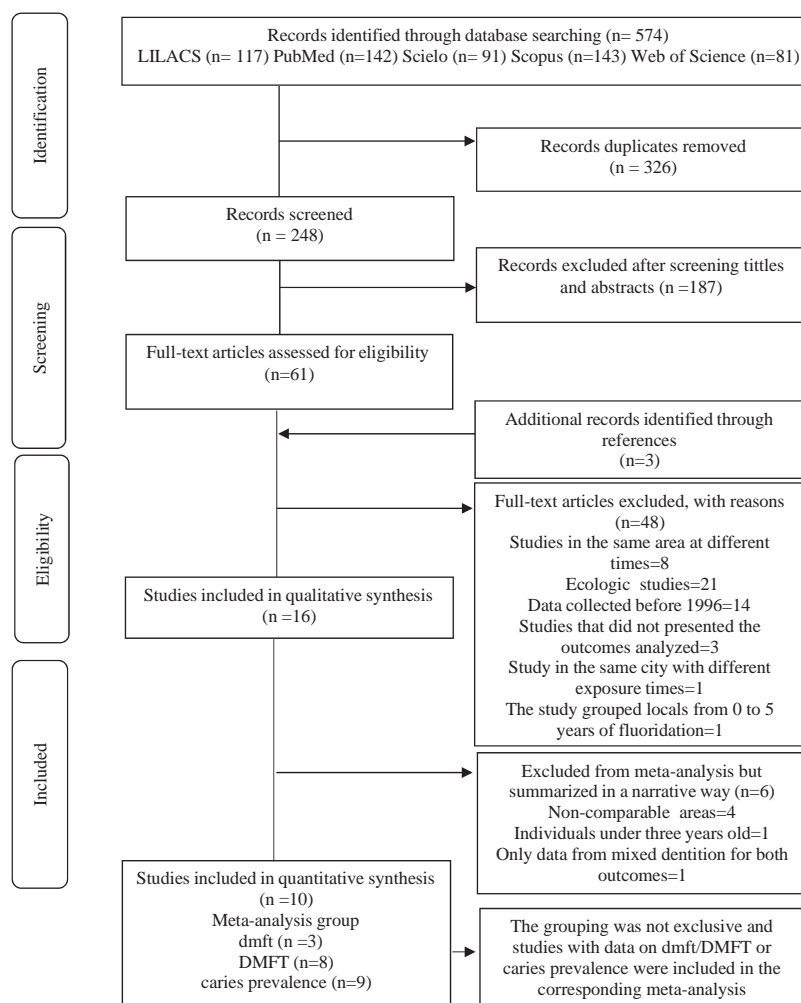 Records identified through database searching (n= 574)
LILACS (n= 117) PubMed (n=142) Scielo (n= 91) Scopus (n=143) Web of Science (n=81)
Identification
Records duplicates removed
(n = 326)
Records screened
(n = 248)
Records excluded after screening tittles
and abstracts (n =187)
Screening
Full-text articles assessed for eligibility
(n=61)
Additional records identified through
references
(n=3)
Eligibility
Full-text articles excluded, with reasons
(n=48)
Studies in the same area at different
times=8
Ecologic studies=21
Data collected before 1996=14
Studies that did not presented the
outcomes analyzed=3
Study in the same city with different
exposure times=1
The study grouped locals from 0 to 5
years of fluoridation=1
Studies included in qualitative synthesis
(n =16)
Included
Excluded from meta-analysis but
summarized in a narrative way (n=6)
Non-comparable areas=4
Individuals under three years old=1
Only data from mixed dentition for both
outcomes=1
Studies included in quantitative synthesis
(n =10)
Meta-analysis group
dmft (n =3)
DMFT (n=8)
caries prevalence (n=9)
The grouping was not exclusive and
studies with data on dmft/DMFT or
caries prevalence were included in the
corresponding meta-analysis